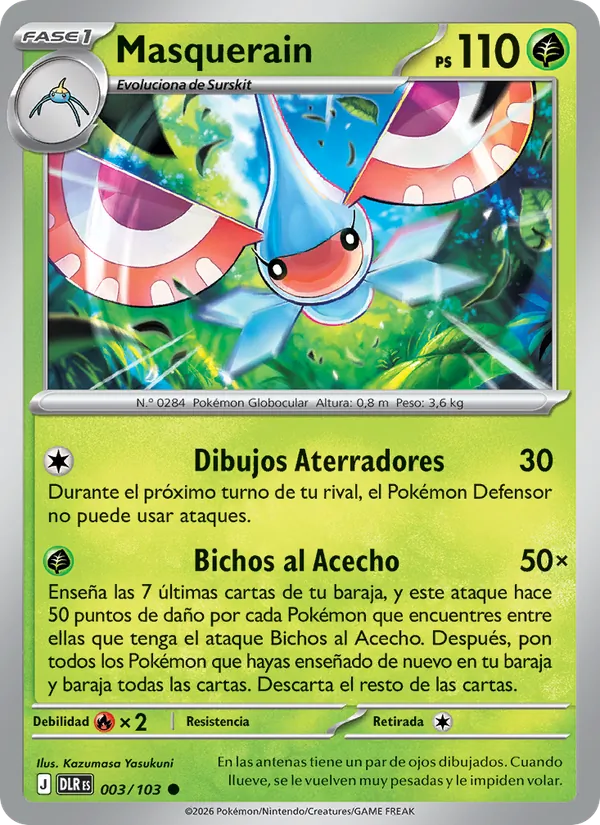 FASE 1
Masquerain
PS 110
Evoluciona de Surskit
N.º 0284 Pokémon Globocular Altura: 0,8 m Peso: 3,6 kg
Dibujos Aterradores 30
Durante el próximo turno de tu rival, el Pokémon Defensor
no puede usar ataques.
Bichos al Acecho 50×
Enseña las 7 últimas cartas de tu baraja, y este ataque hace
50 puntos de daño por cada Pokémon que encuentres entre
ellas que tenga el ataque Bichos al Acecho. Después, pon
todos los Pokémon que hayas enseñado de nuevo en tu baraja
y baraja todas las cartas. Descarta el resto de las cartas.
Debilidad × 2 Resistencia Retirada
Ilus. Kazumasa Yasukuni
J DLR ES 003/103
En las antenas tiene un par de ojos dibujados. Cuando
llueve, se le vuelven muy pesadas y le impiden volar.
©2026 Pokémon/Nintendo/Creatures/GAME FREAK